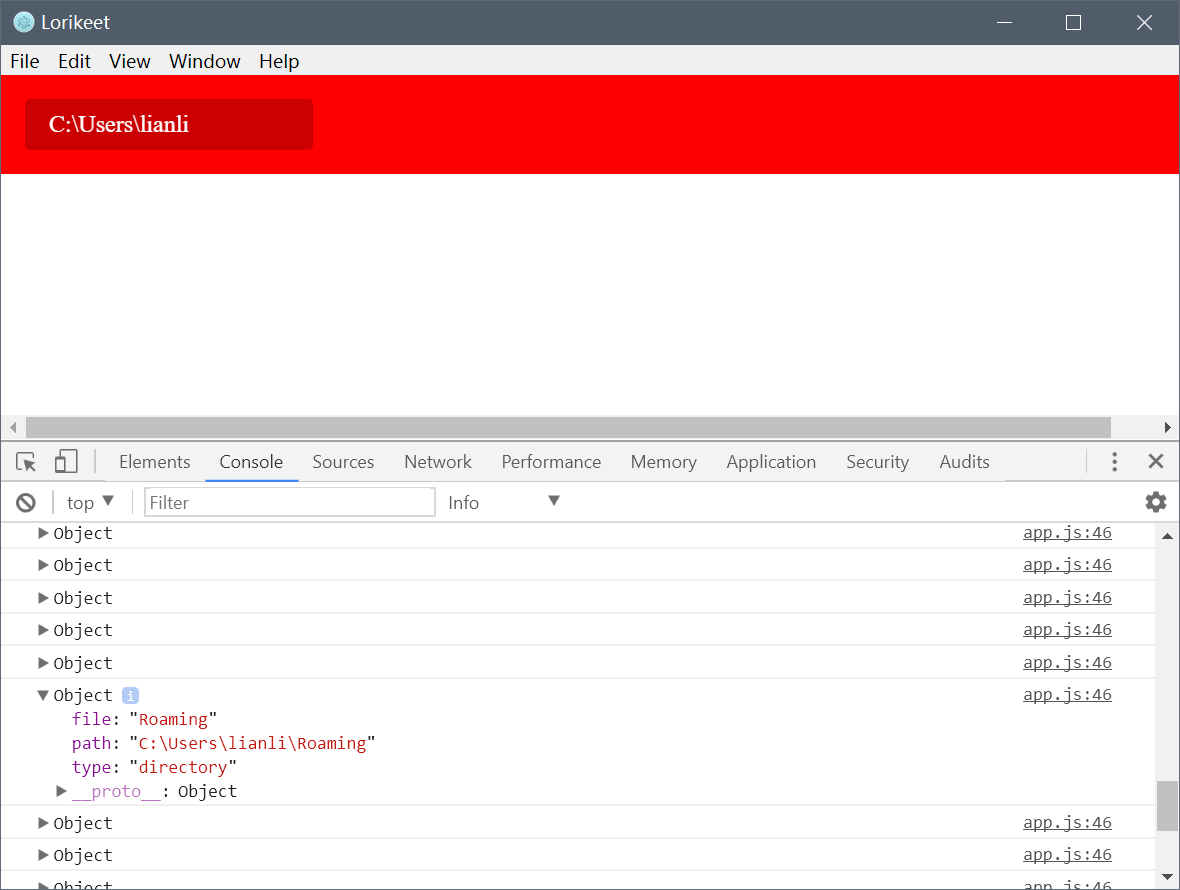 Lorikeet
File Edit View Window Help
C:\Users\lianli
Elements Console Sources Network Performance Memory Application Security Audits
top Filter Info
Object app.js:46
Object app.js:46
Object app.js:46
Object app.js:46
Object app.js:46
Object i app.js:46
file: "Roaming"
path: "C:\Users\lianli\Roaming"
type: "directory"
__proto__: Object
Object app.js:46
Object app.js:46
Object app.js:46